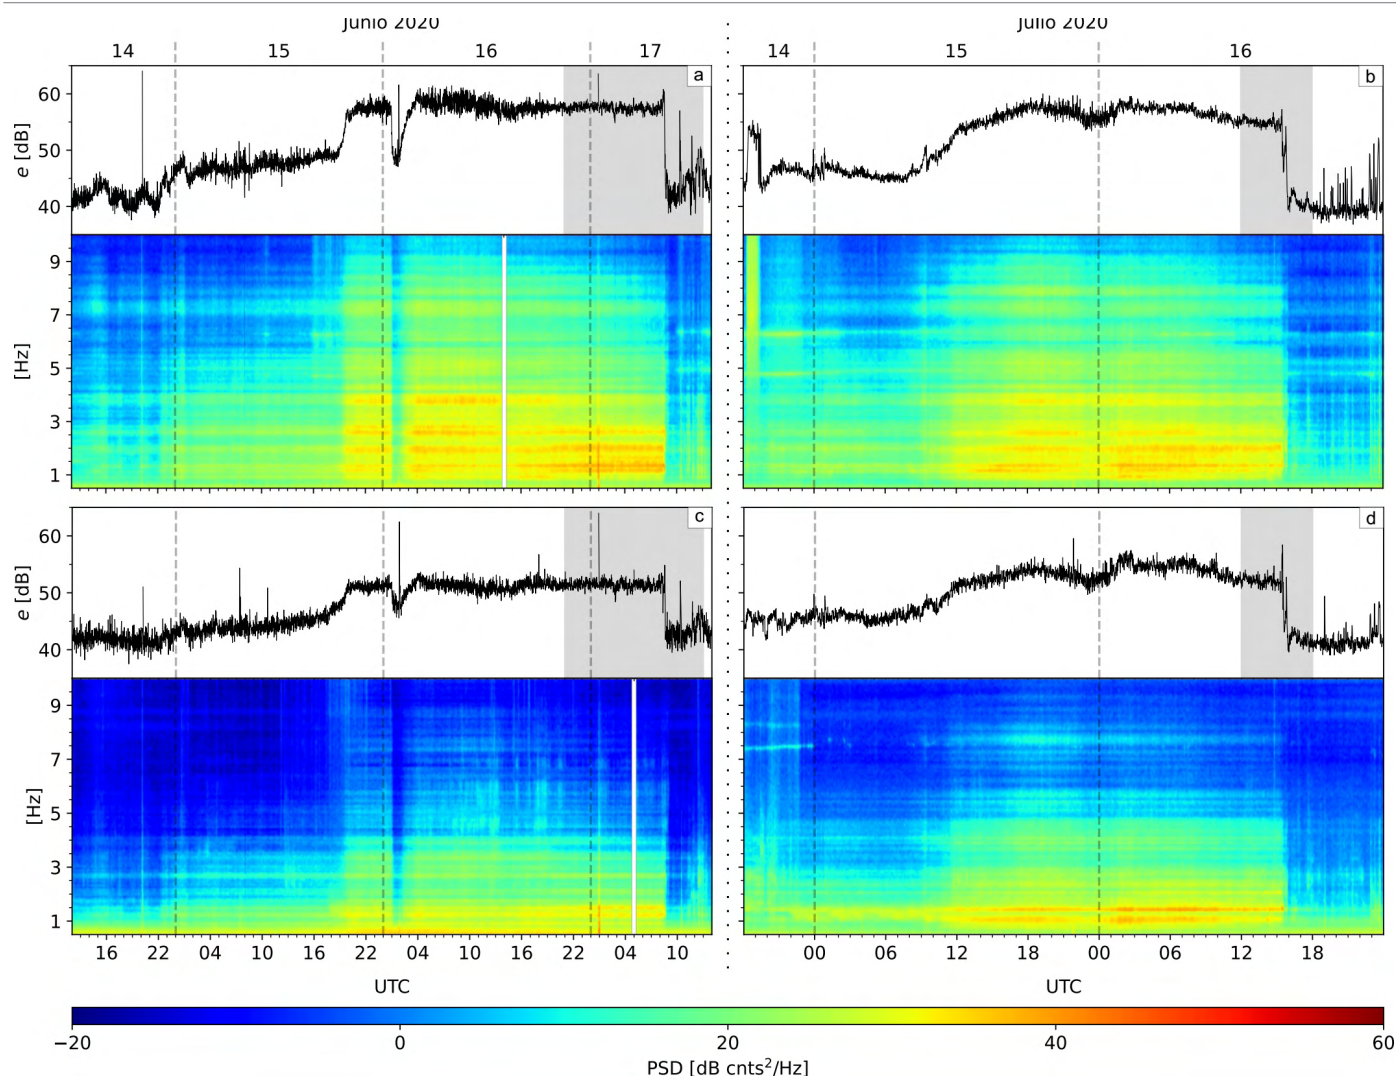 Junio 2020
Julio 2020
14 15 16 17
14 15 16
a
b
60
50
40
e [dB]
9
7
5
3
1
[Hz]
c
d
60
50
40
e [dB]
9
7
5
3
1
[Hz]
16 22 04 10 16 22 04 10 16 22 04 10
00 06 12 18 00 06 12 18
UTC
UTC
−20 0 20 40 60
PSD [dB cnts²/Hz]